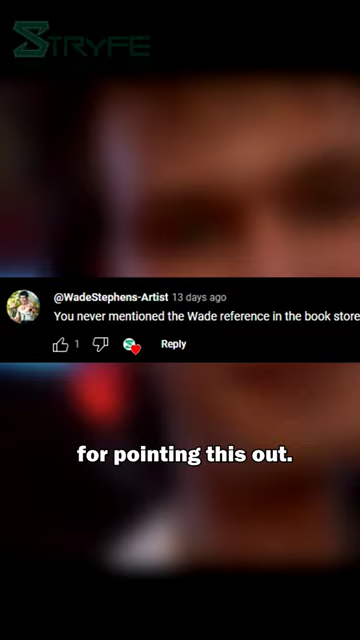 STRYFE
@WadeStephens-Artist 13 days ago
You never mentioned the Wade reference in the book store
1 Reply
for pointing this out.